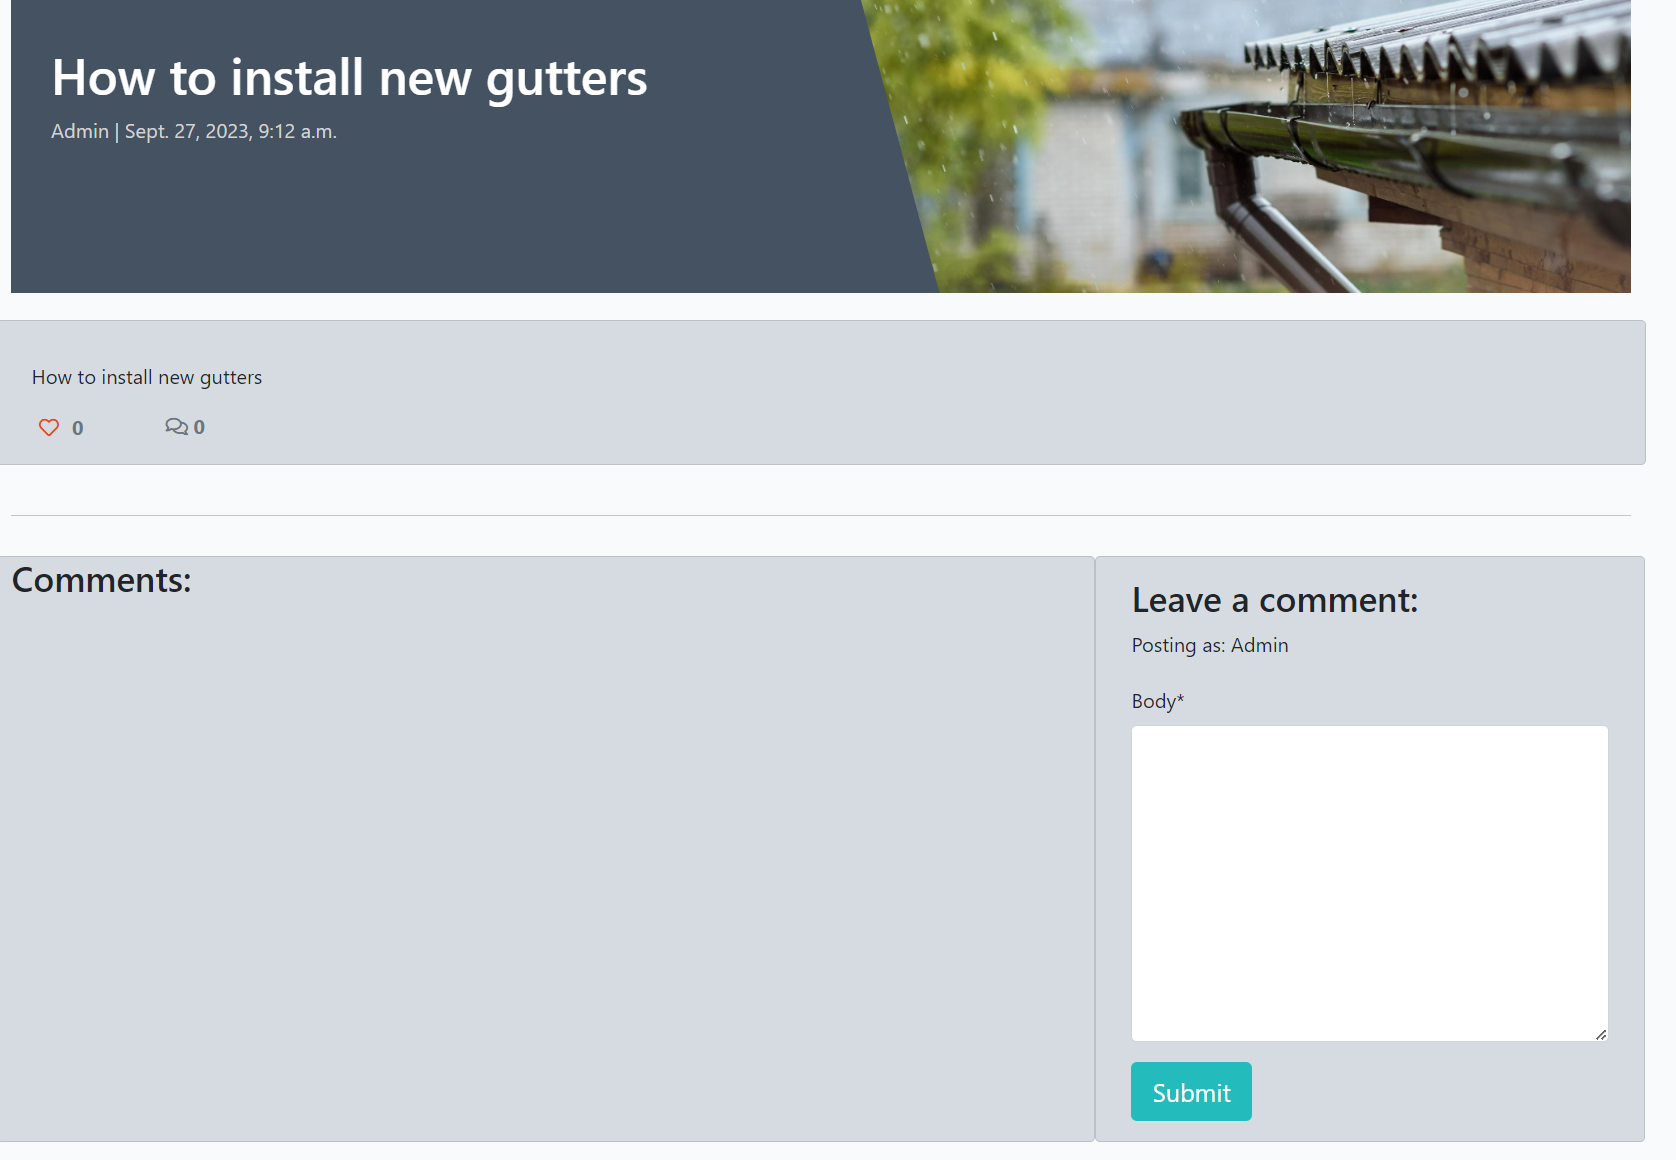 How to install new gutters
Admin | Sept. 27, 2023, 9:12 a.m.
How to install new gutters
0 0
Comments:
Leave a comment:
Posting as: Admin
Body*
Submit